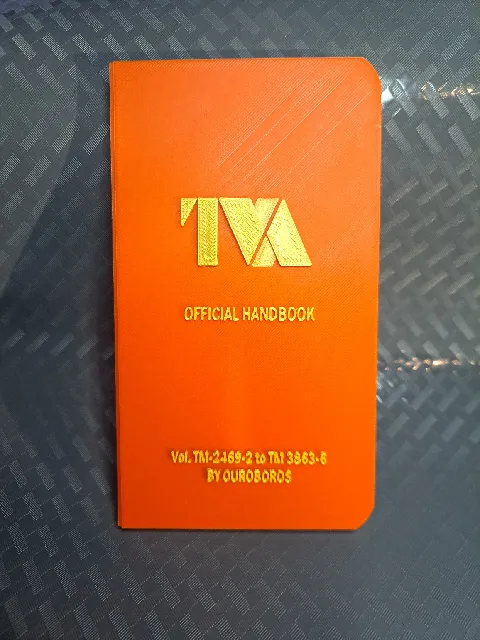 TVA
OFFICIAL HANDBOOK
Vol. TM-2469-2 to TM 3863-6
BY OUROBOROS